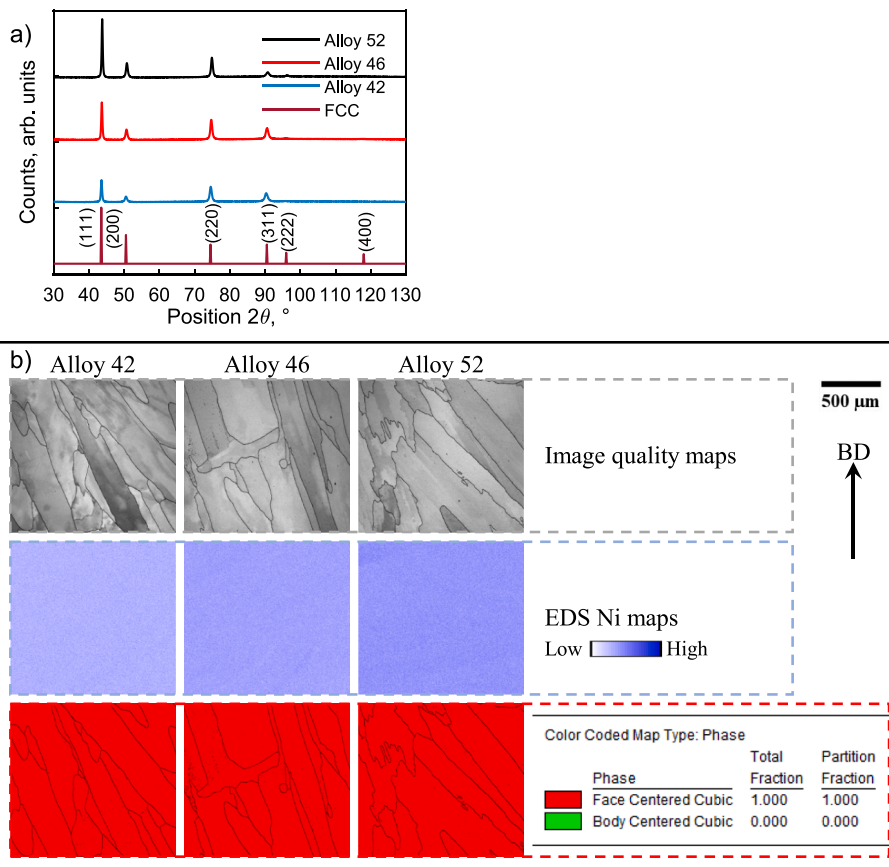 a)
Counts, arb. units
Alloy 52
Alloy 46
Alloy 42
FCC
(111)
(200)
(220)
(311)
(222)
(400)
30 40 50 60 70 80 90 100 110 120 130
Position 2θ, °
b)
Alloy 42 Alloy 46 Alloy 52
500 μm
Image quality maps
BD
EDS Ni maps
Low High
Color Coded Map Type: Phase
Total Partition
Phase Fraction Fraction
Face Centered Cubic 1.000 1.000
Body Centered Cubic 0.000 0.000